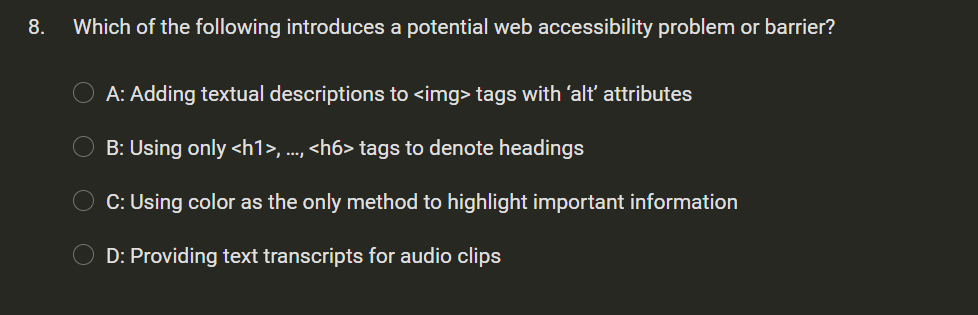 8. Which of the following introduces a potential web accessibility problem or barrier?
A: Adding textual descriptions to <img> tags with ‘alt’ attributes
B: Using only <h1>, ..., <h6> tags to denote headings
C: Using color as the only method to highlight important information
D: Providing text transcripts for audio clips